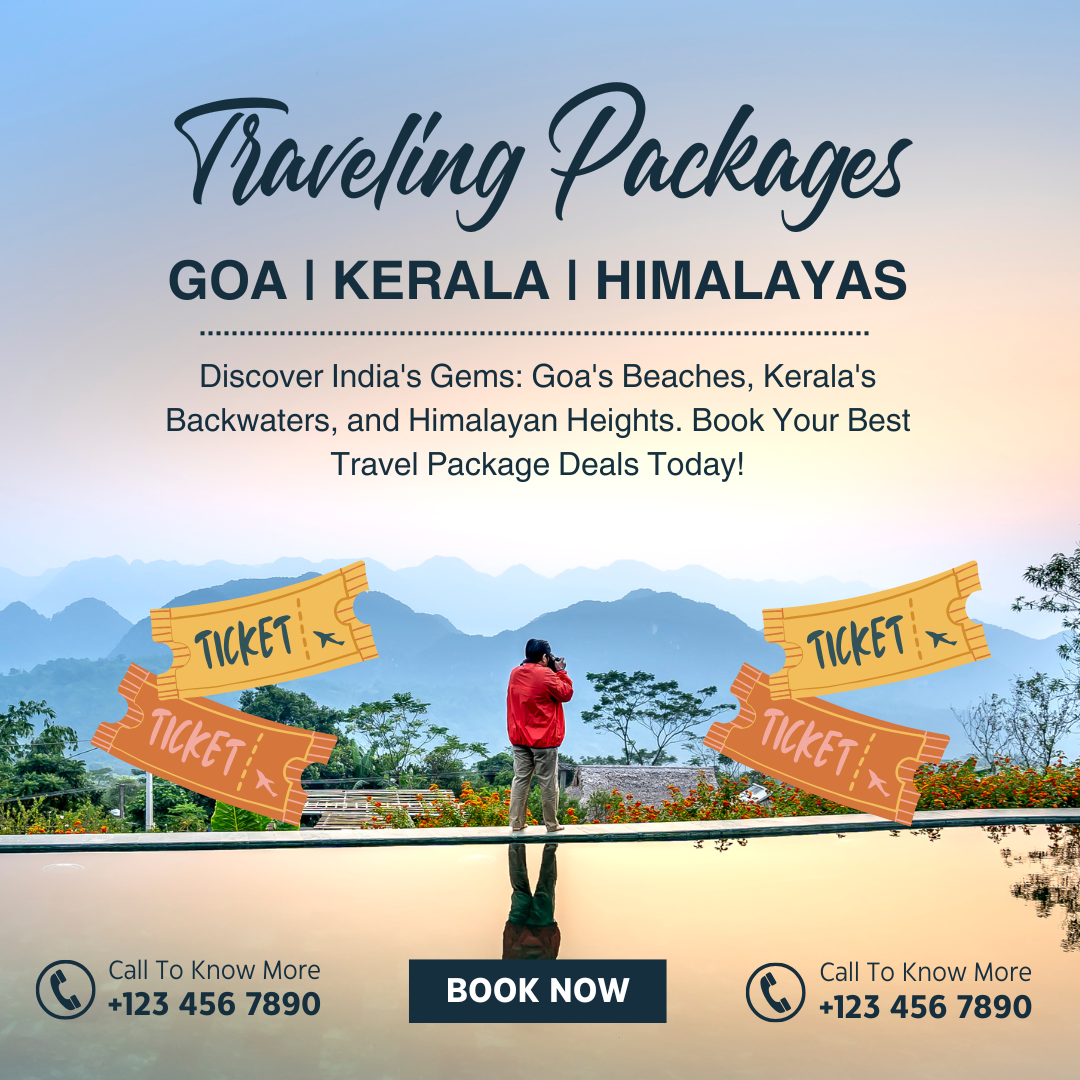 Traveling Packages
GOA | KERALA | HIMALAYAS
Discover India's Gems: Goa's Beaches, Kerala's
Backwaters, and Himalayan Heights. Book Your Best
Travel Package Deals Today!
TICKET
TICKET
TICKET
TICKET
Call To Know More
+123 456 7890
BOOK NOW
Call To Know More
+123 456 7890